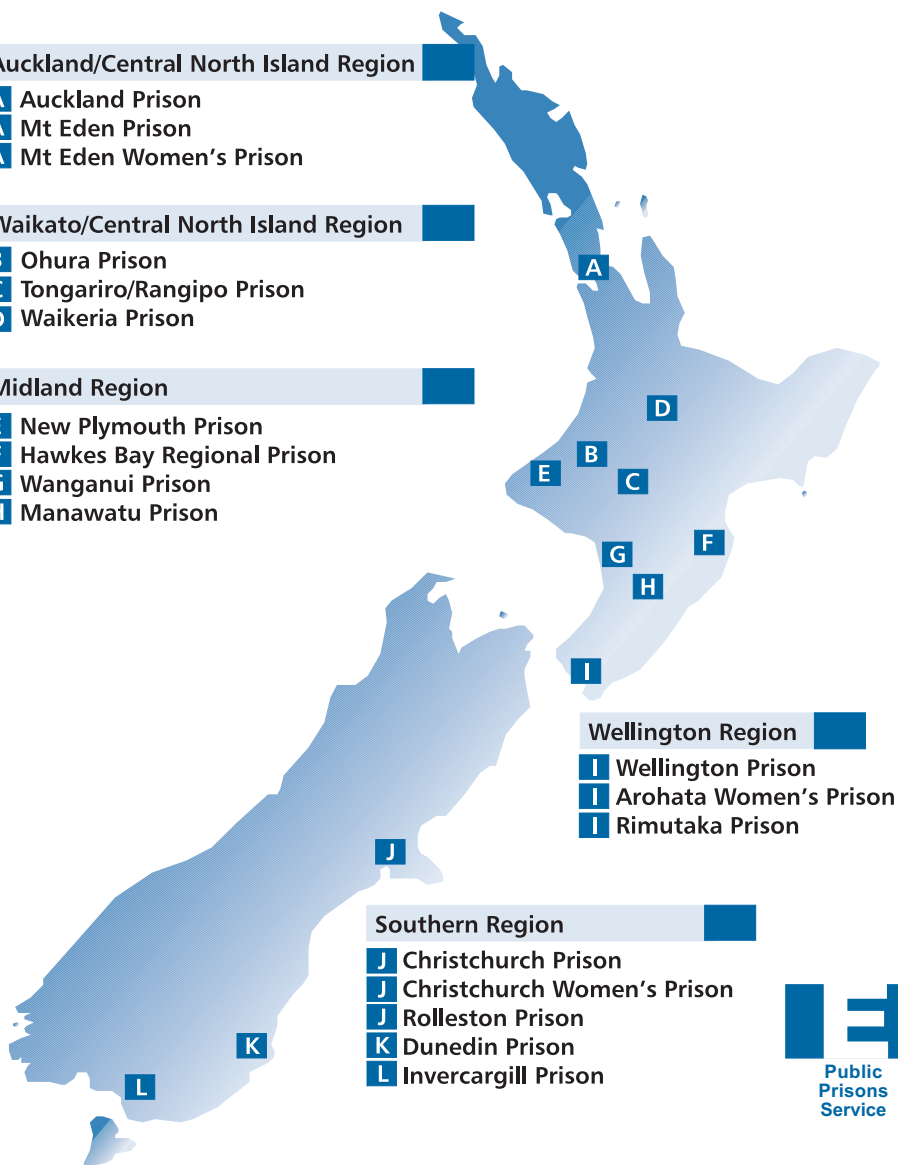 Auckland/Central North Island Region
A Auckland Prison
A Mt Eden Prison
A Mt Eden Women's Prison
Waikato/Central North Island Region
B Ohura Prison
C Tongariro/Rangipo Prison
D Waikeria Prison
Midland Region
E New Plymouth Prison
F Hawkes Bay Regional Prison
G Wanganui Prison
H Manawatu Prison
A
D
B
E
C
F
G
H
I
Wellington Region
I Wellington Prison
I Arohata Women's Prison
I Rimutaka Prison
J
Southern Region
J Christchurch Prison
J Christchurch Women's Prison
J Rolleston Prison
K Dunedin Prison
L Invercargill Prison
K
L
Public
Prisons
Service